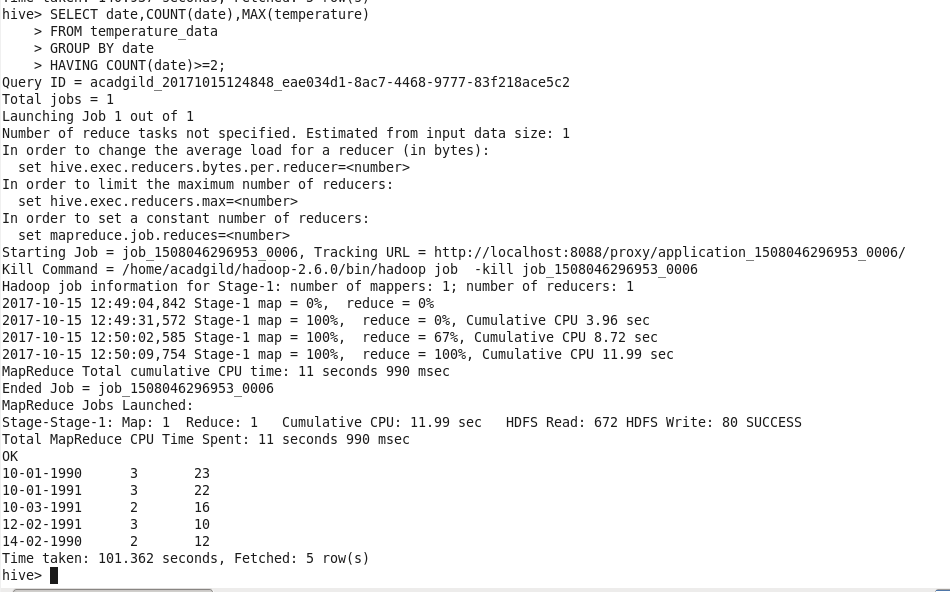 Time taken: 140.957 seconds, Fetched: 5 row(s)
hive> SELECT date,COUNT(date),MAX(temperature)
    > FROM temperature_data
    > GROUP BY date
    > HAVING COUNT(date)>=2;
Query ID = acadgild_20171015124848_eae034d1-8ac7-4468-9777-83f218ace5c2
Total jobs = 1
Launching Job 1 out of 1
Number of reduce tasks not specified. Estimated from input data size: 1
In order to change the average load for a reducer (in bytes):
  set hive.exec.reducers.bytes.per.reducer=<number>
In order to limit the maximum number of reducers:
  set hive.exec.reducers.max=<number>
In order to set a constant number of reducers:
  set mapreduce.job.reduces=<number>
Starting Job = job_1508046296953_0006, Tracking URL = http://localhost:8088/proxy/application_1508046296953_0006/
Kill Command = /home/acadgild/hadoop-2.6.0/bin/hadoop job  -kill job_1508046296953_0006
Hadoop job information for Stage-1: number of mappers: 1; number of reducers: 1
2017-10-15 12:49:04,842 Stage-1 map = 0%,  reduce = 0%
2017-10-15 12:49:31,572 Stage-1 map = 100%,  reduce = 0%, Cumulative CPU 3.96 sec
2017-10-15 12:50:02,585 Stage-1 map = 100%,  reduce = 67%, Cumulative CPU 8.72 sec
2017-10-15 12:50:09,754 Stage-1 map = 100%,  reduce = 100%, Cumulative CPU 11.99 sec
MapReduce Total cumulative CPU time: 11 seconds 990 msec
Ended Job = job_1508046296953_0006
MapReduce Jobs Launched:
Stage-Stage-1: Map: 1  Reduce: 1   Cumulative CPU: 11.99 sec   HDFS Read: 672 HDFS Write: 80 SUCCESS
Total MapReduce CPU Time Spent: 11 seconds 990 msec
OK
10-01-1990	3	23
10-01-1991	3	22
10-03-1991	2	16
12-02-1991	3	10
14-02-1990	2	12
Time taken: 101.362 seconds, Fetched: 5 row(s)
hive>